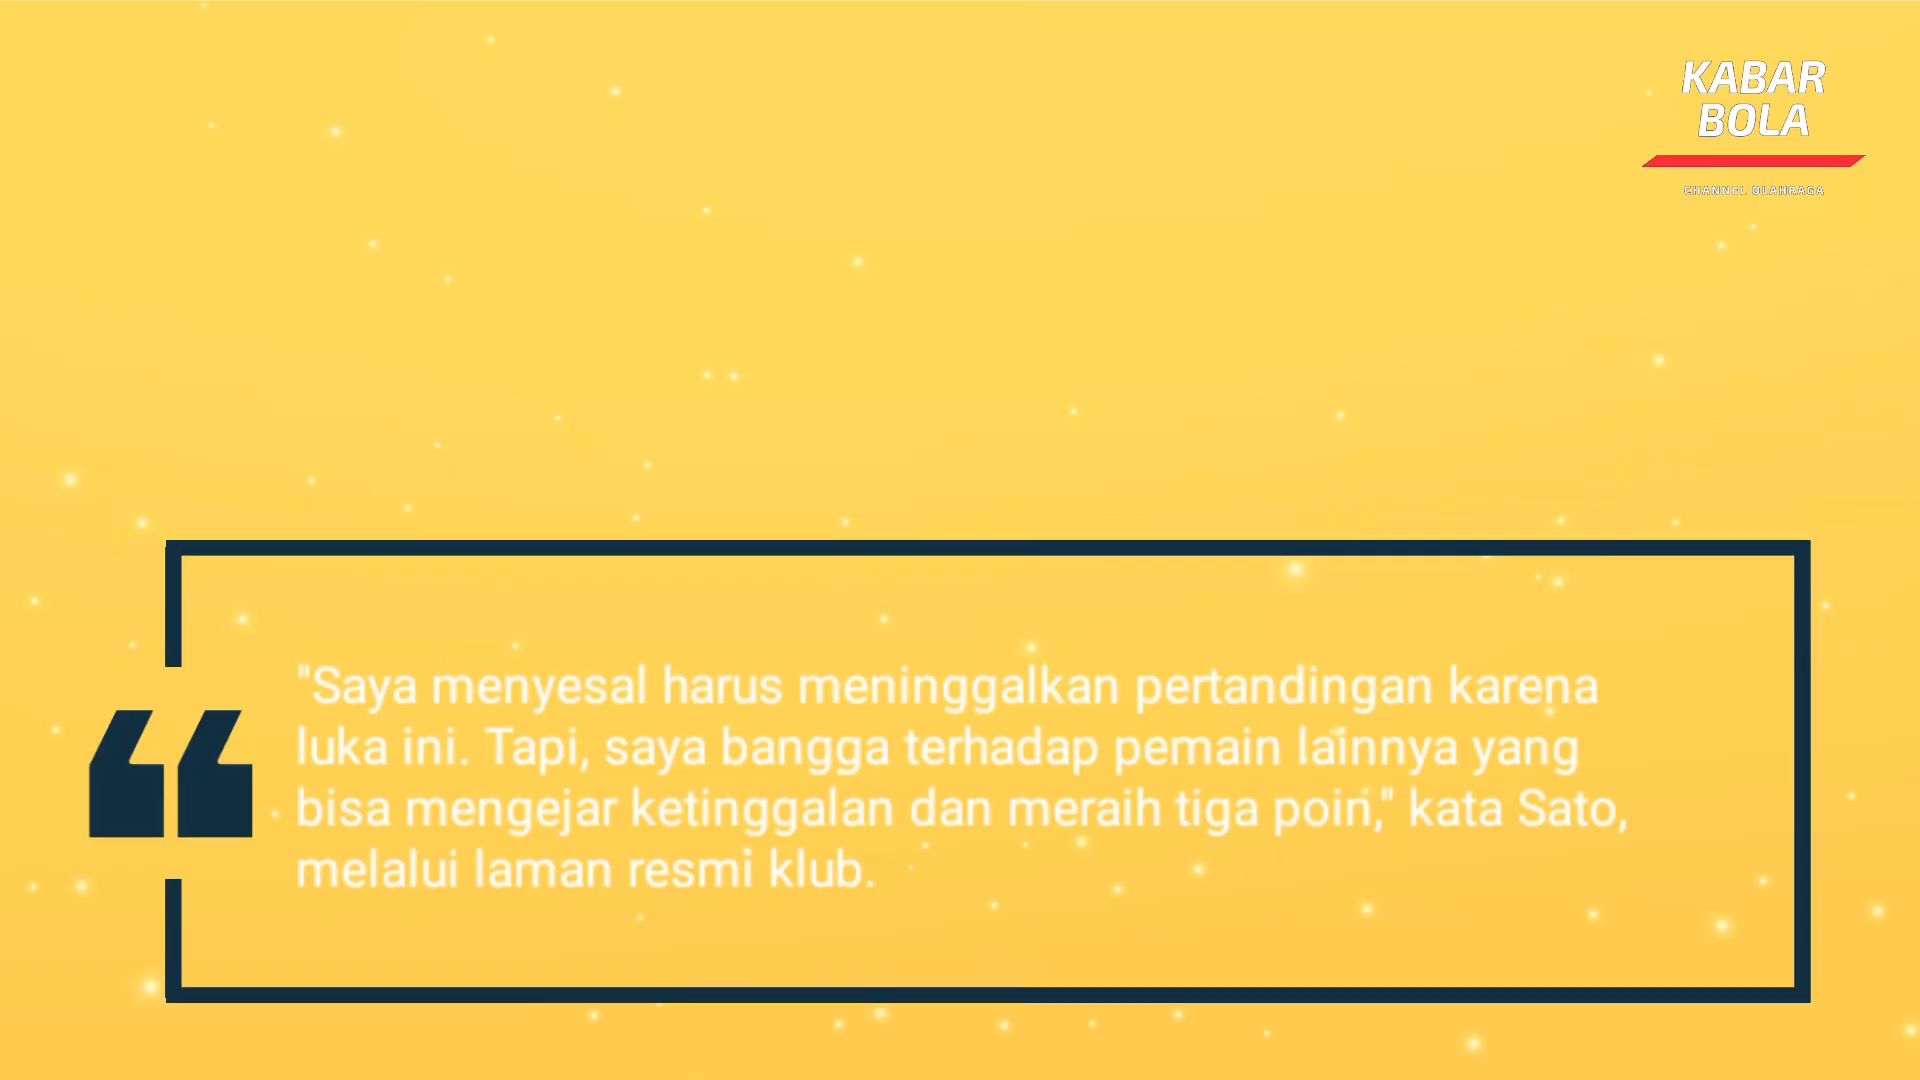 KABAR
BOLA
CHANNEL OLAHRAGA
"Saya menyesal harus meninggalkan pertandingan karena
luka ini. Tapi, saya bangga terhadap pemain lainnya yang
bisa mengejar ketinggalan dan meraih tiga poin," kata Sato,
melalui laman resmi klub.